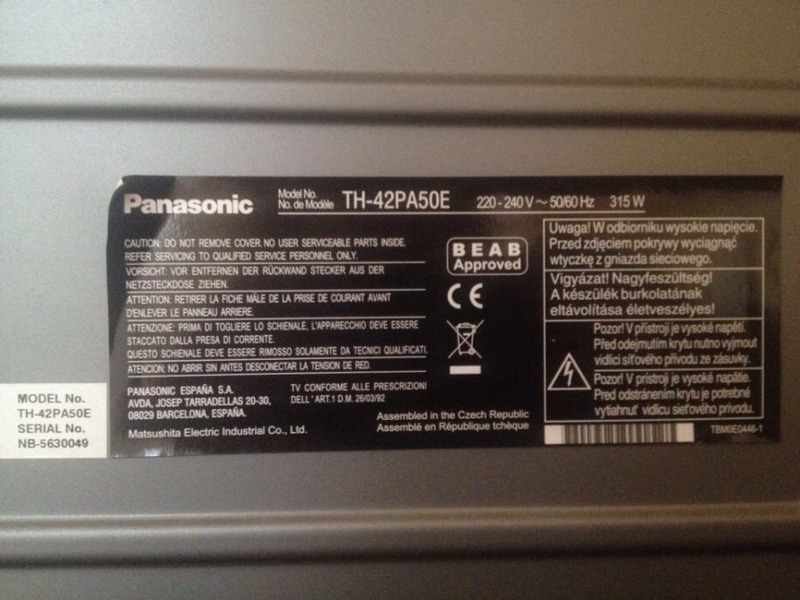 Panasonic
Model No.
No. de Modèle
TH-42PA50E
220 - 240 V ~ 50/60 Hz
315 W
CAUTION: DO NOT REMOVE COVER. NO USER SERVICEABLE PARTS INSIDE.
REFER SERVICING TO QUALIFIED SERVICE PERSONNEL ONLY.
VORSICHT: VOR ENTFERNEN DER RÜCKWAND STECKER AUS DER
NETZSTECKDOSE ZIEHEN.
ATTENTION: RETIRER LA FICHE MÂLE DE LA PRISE DE COURANT AVANT
D'ENLEVER LE PANNEAU ARRIERE.
ATTENZIONE: PRIMA DI TOGLIERE LO SCHIENALE, L'APPARECCHIO DEVE ESSERE
STACCATO DALLA PRESA DI CORRENTE.
QUESTO SCHIENALE DEVE ESSERE RIMOSSO SOLAMENTE DA TECNICI QUALIFICATI.
ATENCION: NO ABRIR SIN ANTES DESCONECTAR LA TENSION DE RED.
PANASONIC ESPAÑA S.A.
AVDA, JOSEP TARRADELLAS 20-30,
08029 BARCELONA, ESPAÑA.
TV CONFORME ALLE PRESCRIZIONI
DELL' ART.1 D.M. 26/03/92
Matsushita Electric Industrial Co., Ltd.
Assembled in the Czech Republic
Assemblé en République tchèque
BEAB
Approved
CE
Uwaga! W odbiorniku wysokie napięcie.
Przed zdjęciem pokrywy wyciągnąć
wtyczkę z gniazda sieciowego.
Vigyázat! Nagyfeszültség!
A készülék burkolatának
eltávolítása életveszélyes!
Pozor! V přístroji je vysoké napětí.
Před odejmutím krytu nutno vyjmout
vidlici síťového přívodu ze zásuvky.
Pozor! V prístroji je vysoké napätie.
Pred odstránením krytu je potrebné
vytiahnuť vidlicu sieťového prívodu.
TBM0E0446-1
MODEL No.
TH-42PA50E
SERIAL No.
NB-5630049